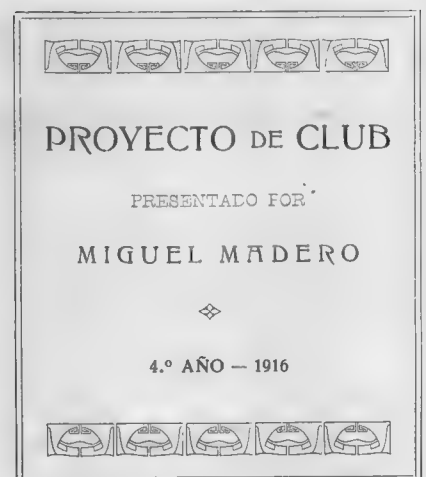 PROYECTO DE CLUB
PRESENTADO POR
MIGUEL MADERO
4.º AÑO — 1916